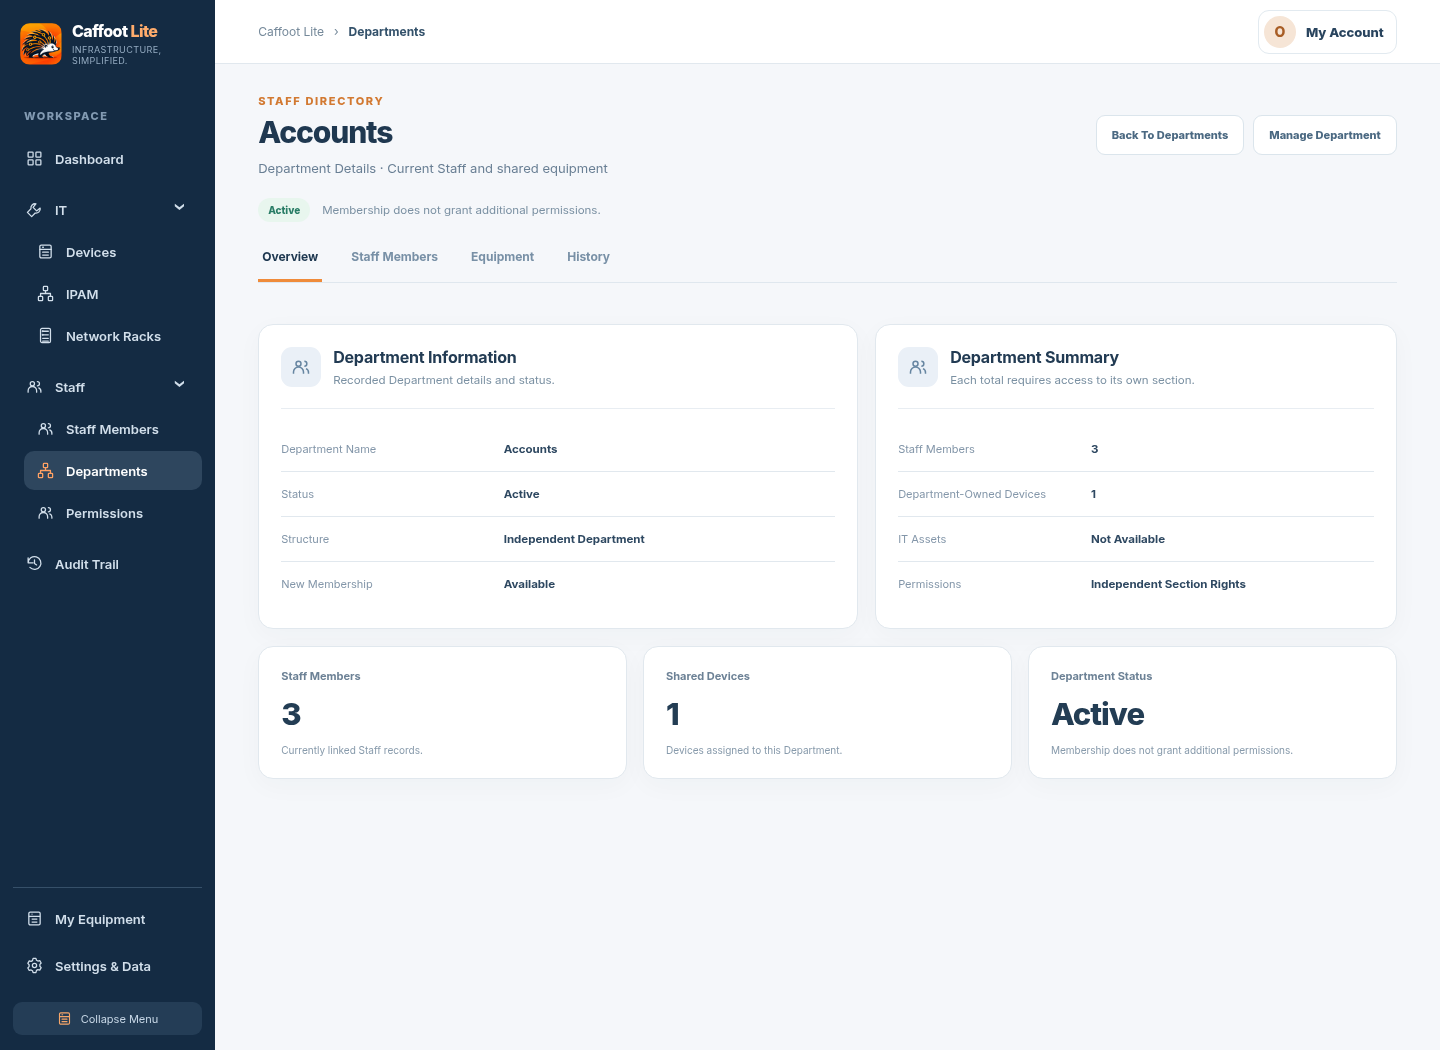 Caffoot Lite
INFRASTRUCTURE,
SIMPLIFIED.
WORKSPACE
Dashboard
IT
Devices
IPAM
Network Racks
Staff
Staff Members
Departments
Permissions
Audit Trail
My Equipment
Settings & Data
Collapse Menu
Caffoot Lite › Departments
O My Account
STAFF DIRECTORY
Accounts
Department Details · Current Staff and shared equipment
Back To Departments Manage Department
Active Membership does not grant additional permissions.
Overview Staff Members Equipment History
Department Information
Recorded Department details and status.
Department Name Accounts
Status Active
Structure Independent Department
New Membership Available
Department Summary
Each total requires access to its own section.
Staff Members 3
Department-Owned Devices 1
IT Assets Not Available
Permissions Independent Section Rights
Staff Members
3
Currently linked Staff records.
Shared Devices
1
Devices assigned to this Department.
Department Status
Active
Membership does not grant additional permissions.